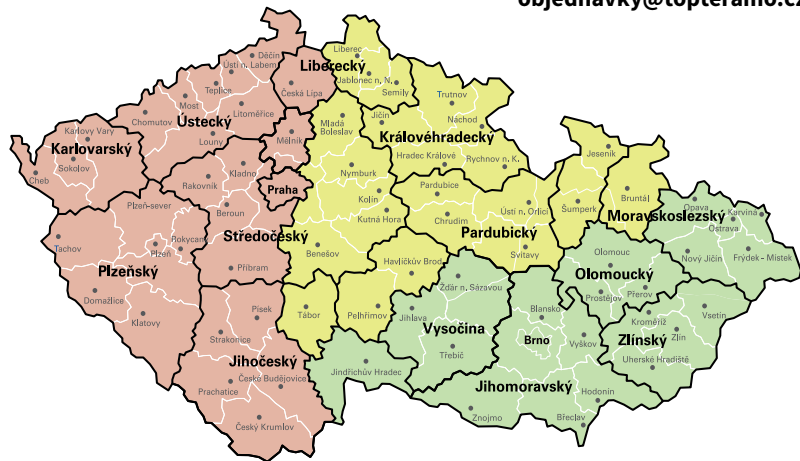 objednavky@topteramo.cz
Děčín
Ústí n. Labem
Liberec
Liberecký
Teplice
Jablonec n, N,
Česká Lípa
Semily
Most
Trutnov
Chomutov
Ústecký
Litoměřice
Mladá
Boleslav
Jičín
Náchod
Karlovy Vary
Louny
Mělník
Královéhradecký
Karlovarský
Hradec Králové
Rychnov n. K.
Jeseník
Sokolov
Kladno
Nymburk
Cheb
Rakovník
Praha
Kolín
Pardubice
Bruntál
Plzeň-sever
Beroun
Kutná Hora
Chrudim
Ústí n. Orlicí
Šumperk
Moravskoslezský
Opava
Karviná
Ostrava
Tachov
Rokycany
Plzeň
Středočeský
Pardubický
Benešov
Svitavy
Olomouc
Nový Jičín
Frýdek - Místek
Plzeňský
Příbram
Havlíčkův Brod
Olomoucký
Domažlice
Žďár n. Sázavou
Prostějov
Přerov
Klatovy
Písek
Tábor
Pelhřimov
Jihlava
Blansko
Kroměříž
Vsetín
Strakonice
Vysočina
Brno
Vyškov
Zlín
Zlínský
Třebíč
Jihočeský
Jindřichův Hradec
Uherské Hradiště
Prachatice
České Budějovice
Jihomoravský
Hodonín
Český Krumlov
Znojmo
Břeclav